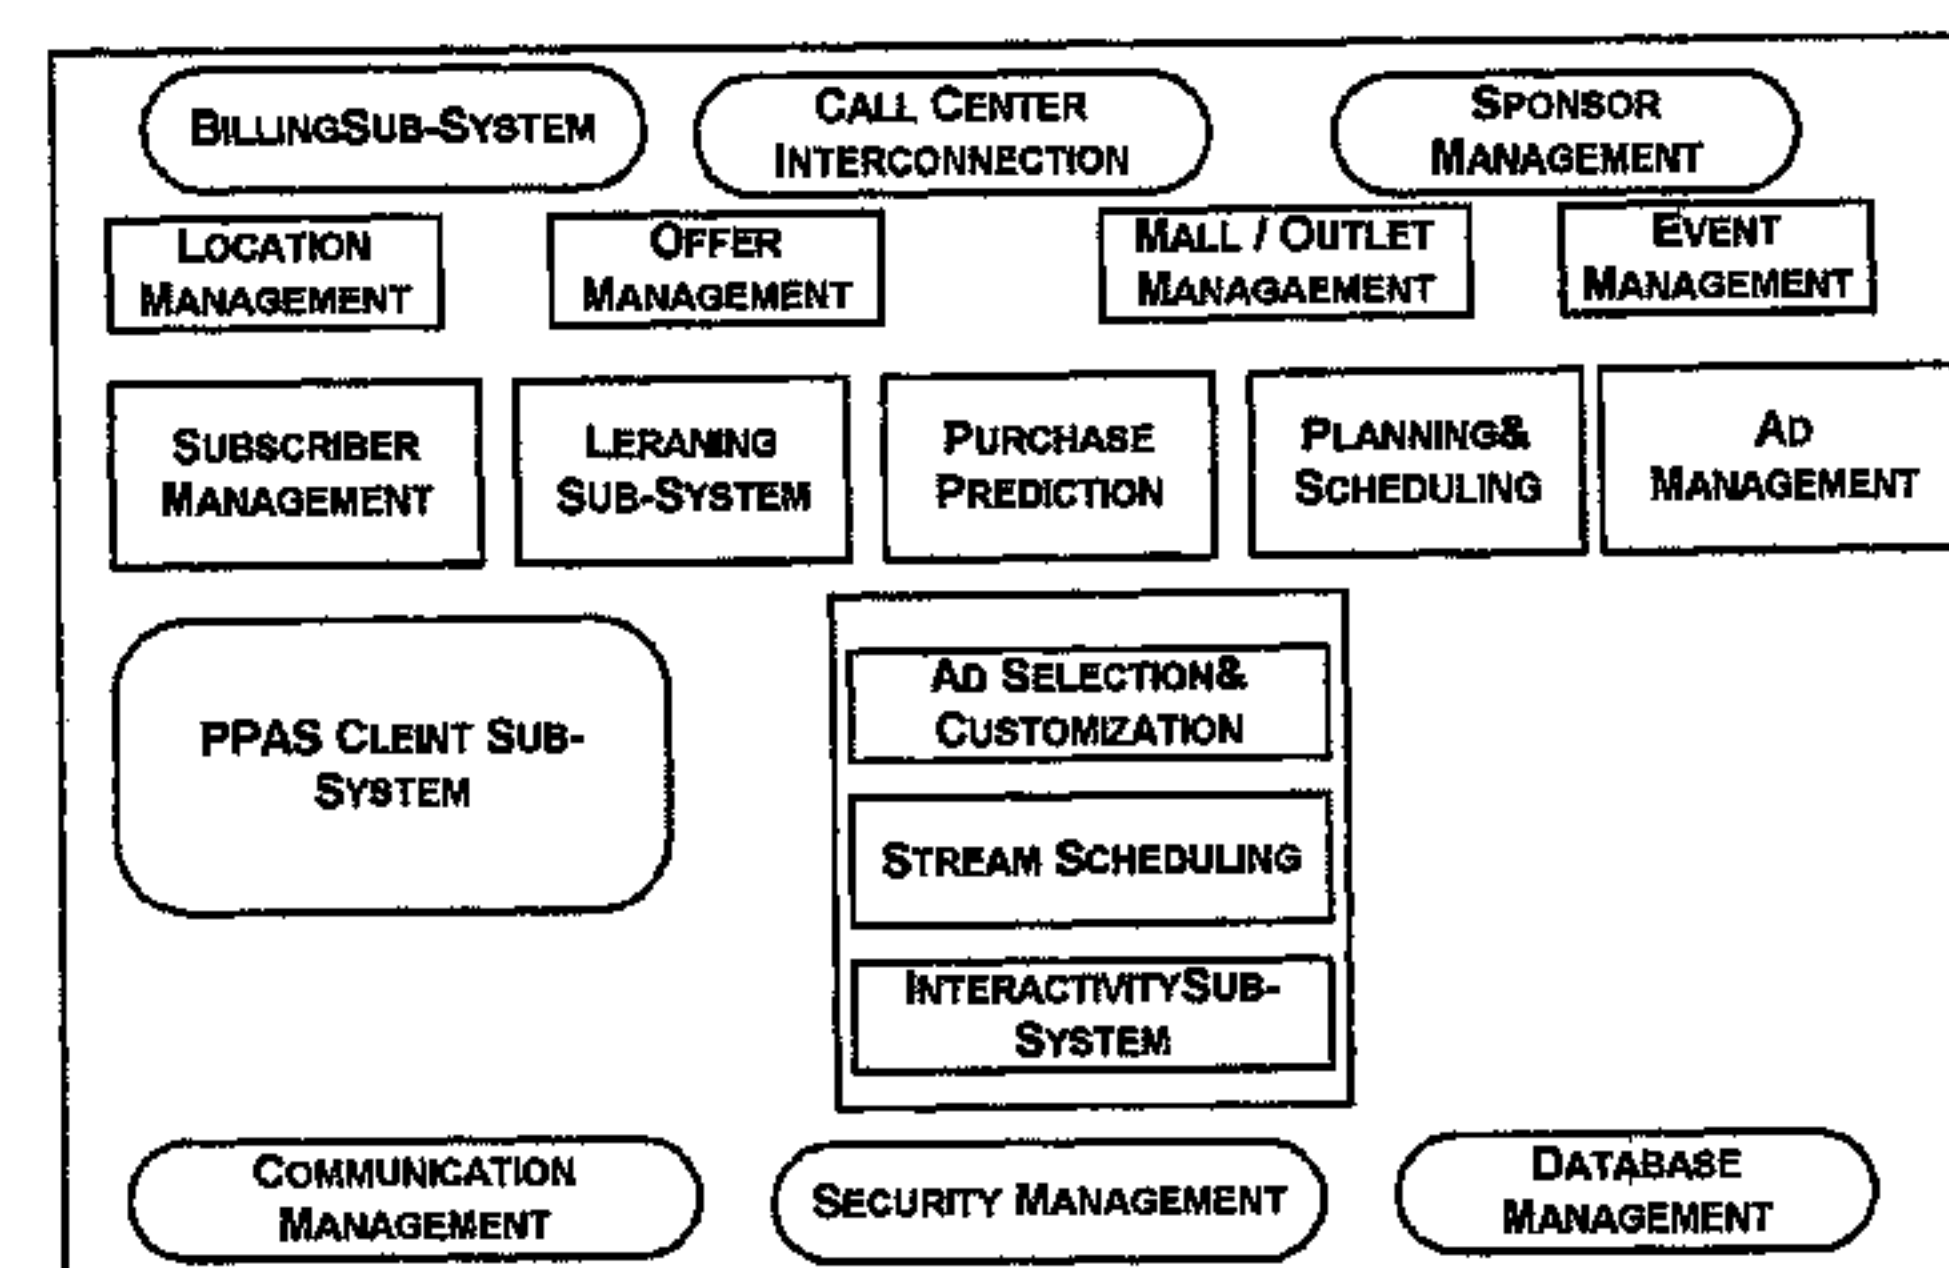 BILLINGSUB-SYSTEM
CALL CENTER
INTERCONNECTION
SPONSOR
MANAGEMENT
LOCATION
MANAGEMENT
OFFER
MANAGEMENT
MALL / OUTLET
MANAGAEMENT
EVENT
MANAGEMENT
SUBSCRIBER
MANAGEMENT
LERANING
SUB-SYSTEM
PURCHASE
PREDICTION
PLANNING&
SCHEDULING
AD
MANAGEMENT
PPAS CLEINT SUB-
SYSTEM
AD SELECTION&
CUSTOMIZATION
STREAM SCHEDULING
INTERACTIVITYSUB-
SYSTEM
COMMUNICATION
MANAGEMENT
SECURITY MANAGEMENT
DATABASE
MANAGEMENT